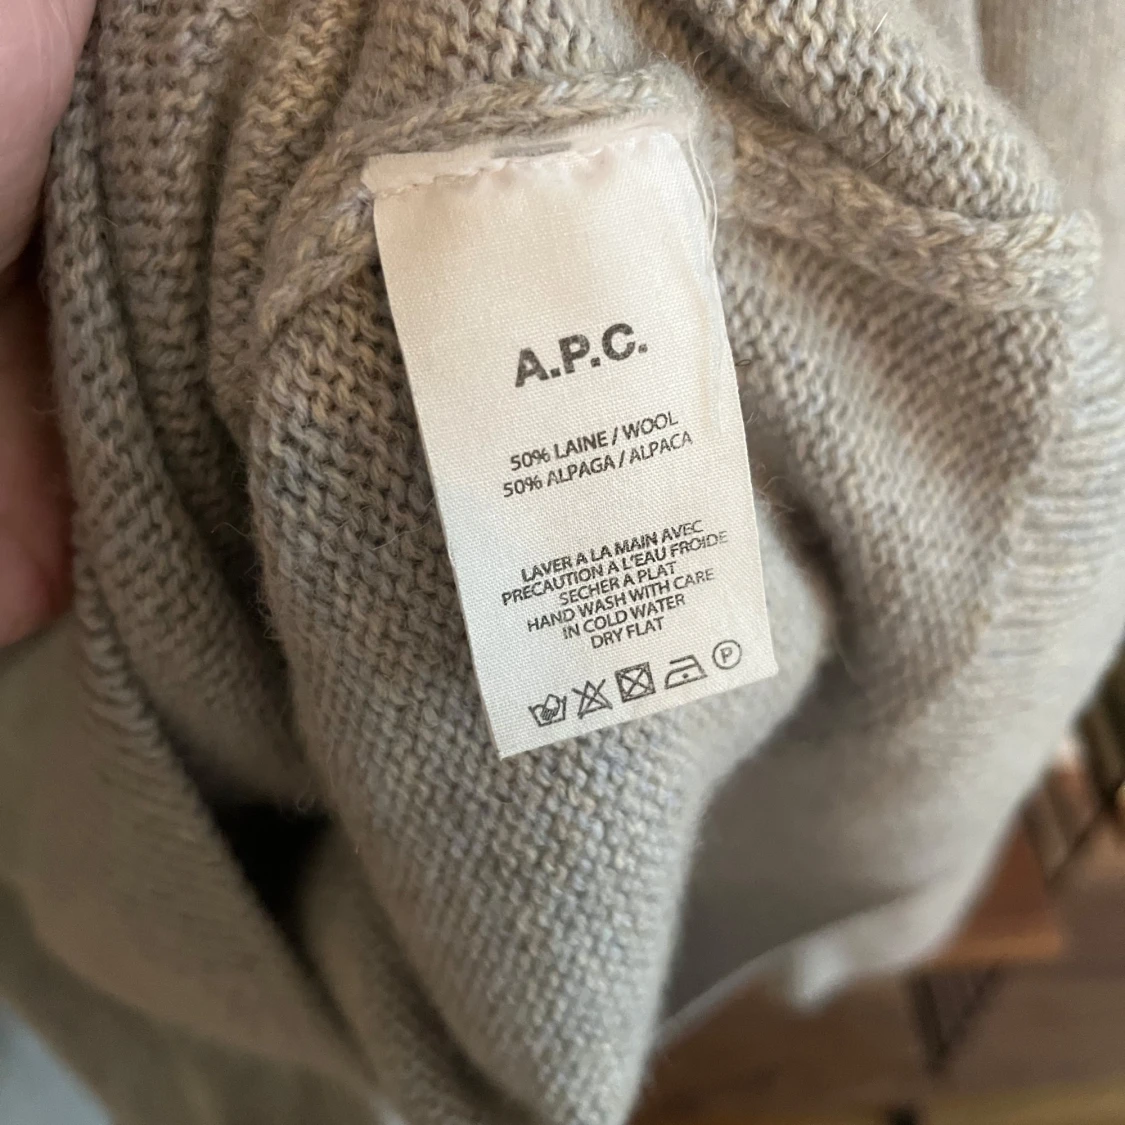 A.P.C.
50% LAINE / WOOL
50% ALPAGA / ALPACA
LAVER A LA MAIN AVEC
PRECAUTION A L'EAU FROIDE
SECHER A PLAT
HAND WASH WITH CARE
IN COLD WATER
DRY FLAT
P